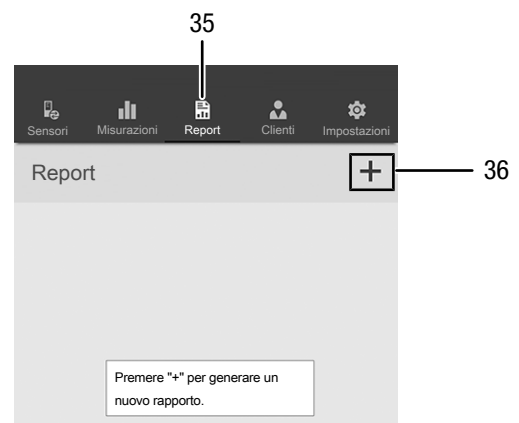 35
Sensori Misurazioni Report Clienti Impostazioni
Report +
36
Premere "+" per generare un
nuovo rapporto.